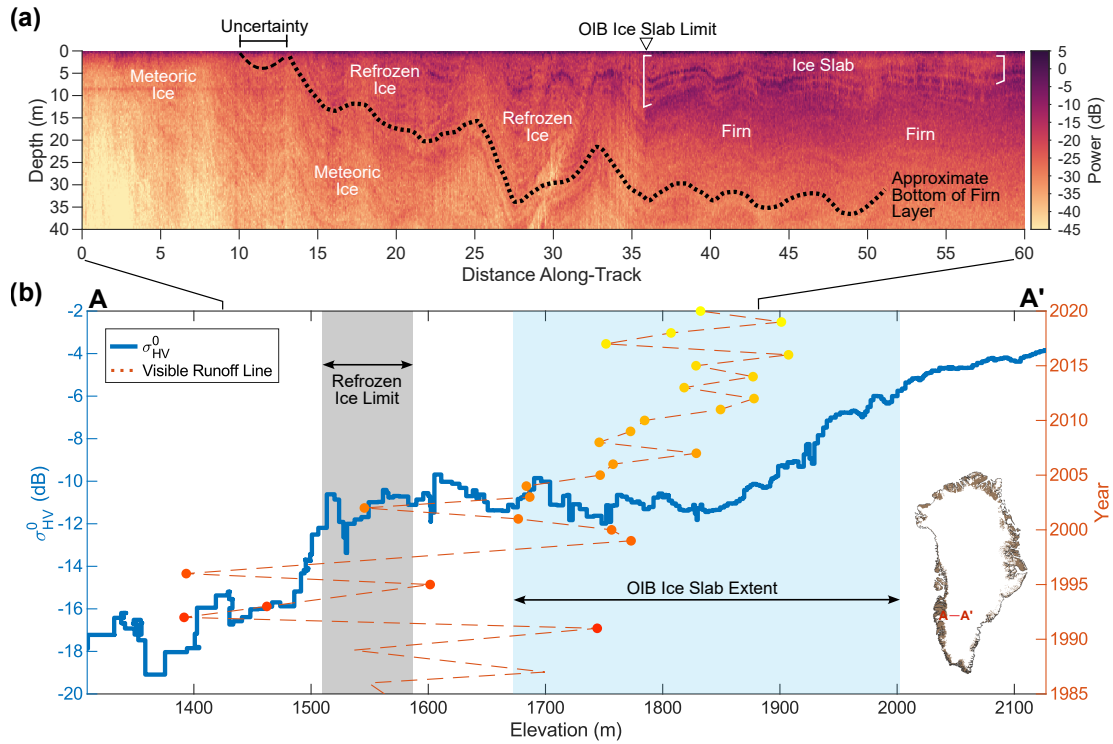 (a)
Uncertainty
OIB Ice Slab Limit
0
5
10
15
20
25
30
35
40
Depth (m)
Meteoric
Ice
Refrozen
Ice
Ice Slab
Refrozen
Ice
Firn
Firn
Meteoric
Ice
Approximate
Bottom of Firn
Layer
5
0
-5
-10
-15
-20
-25
-30
-35
-40
-45
Power (dB)
0 5 10 15 20 25 30 35 40 45 50 55 60
Distance Along-Track
(b)
A
A'
-2
-4
-6
-8
-10
-12
-14
-16
-18
-20
σ⁰HV (dB)
σ⁰HV
Visible Runoff Line
Refrozen
Ice Limit
OIB Ice Slab Extent
A
A'
2020
2015
2010
2005
2000
1995
1990
1985
Year
1400 1500 1600 1700 1800 1900 2000 2100
Elevation (m)